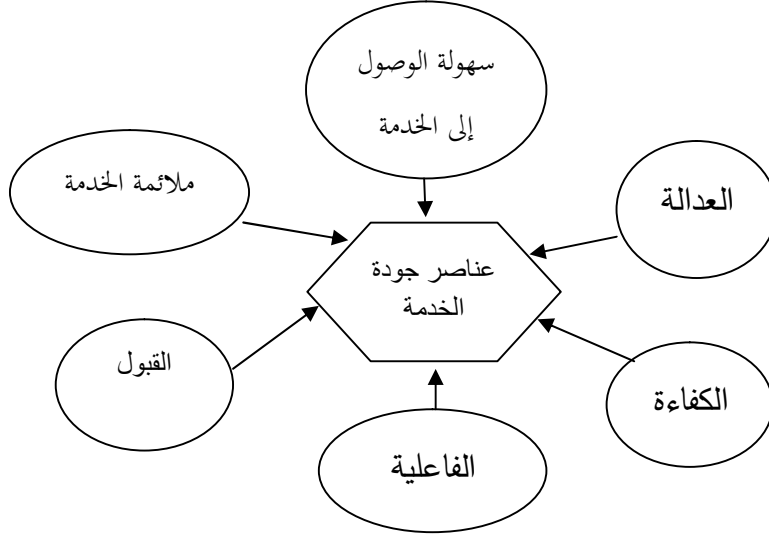 سهولة الوصول
إلى الخدمة
العدالة
ملائمة الخدمة
عناصر جودة
الخدمة
القبول
الكفاءة
الفاعلية